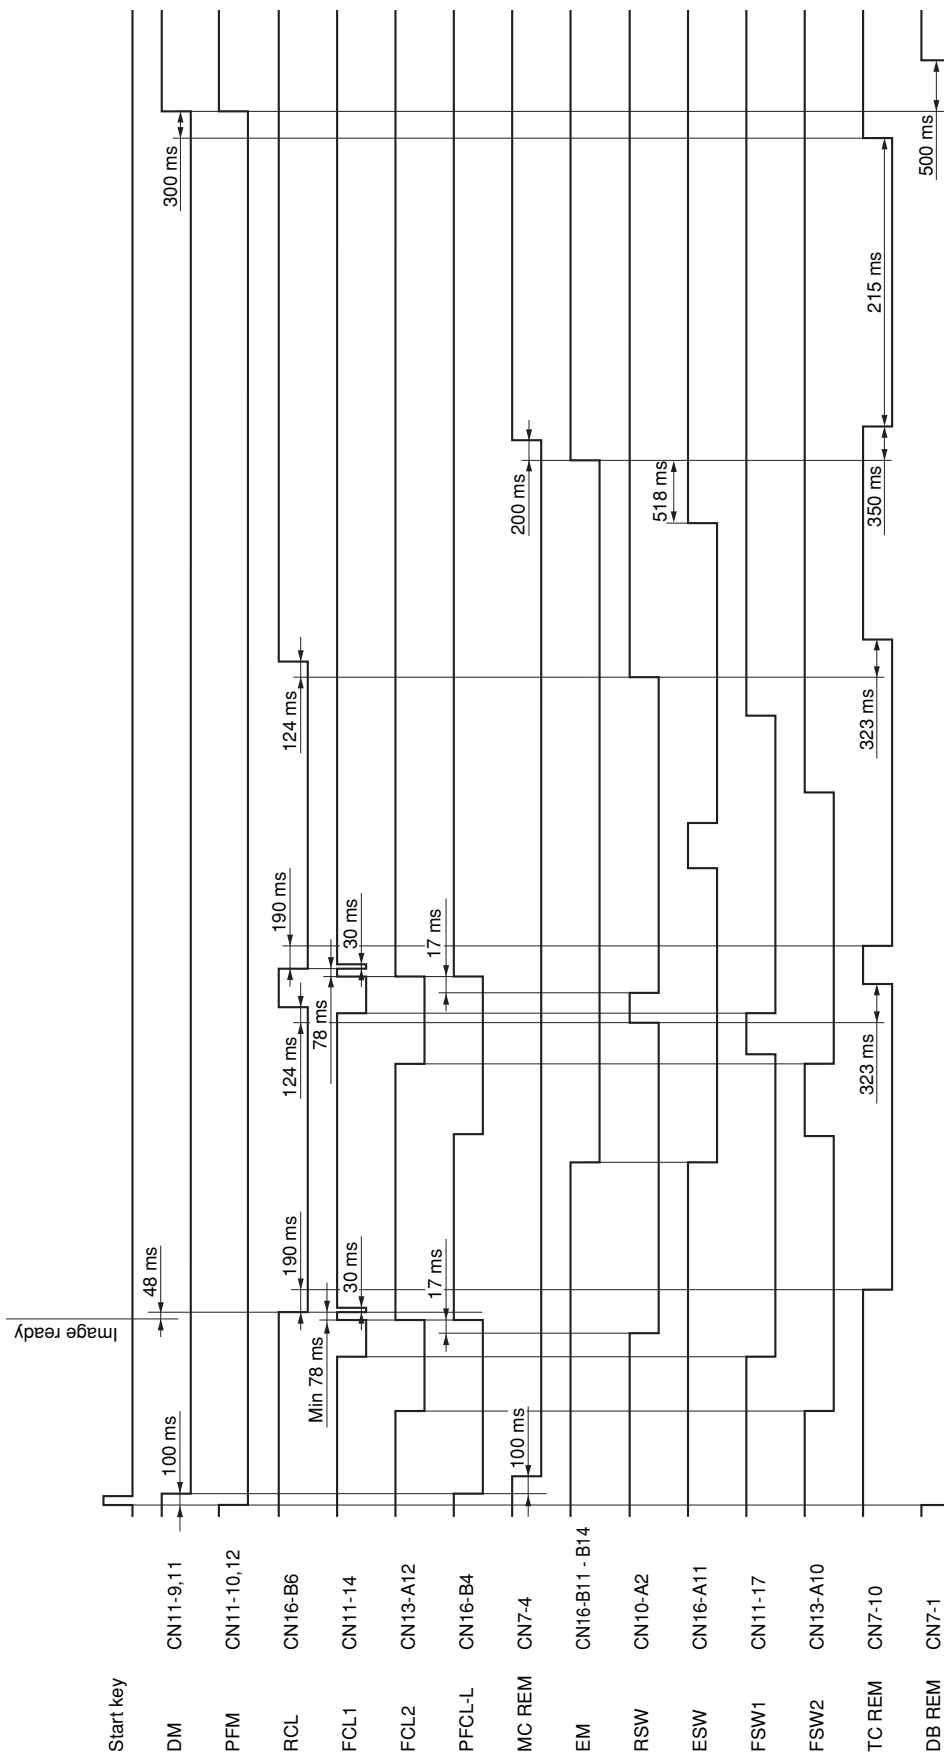 Start key
DM CN11-9,11
PFM CN11-10,12
RCL CN16-B6
FCL1 CN11-14
FCL2 CN13-A12
PFCL-L CN16-B4
MC REM CN7-4
EM CN16-B11 - B14
RSW CN10-A2
ESW CN16-A11
FSW1 CN11-17
FSW2 CN13-A10
TC REM CN7-10
DB REM CN7-1
Image ready
100 ms
48 ms
300 ms
190 ms
124 ms
190 ms
124 ms
Min 78 ms
30 ms
78 ms
30 ms
17 ms
17 ms
100 ms
200 ms
518 ms
323 ms
323 ms
350 ms
215 ms
500 ms